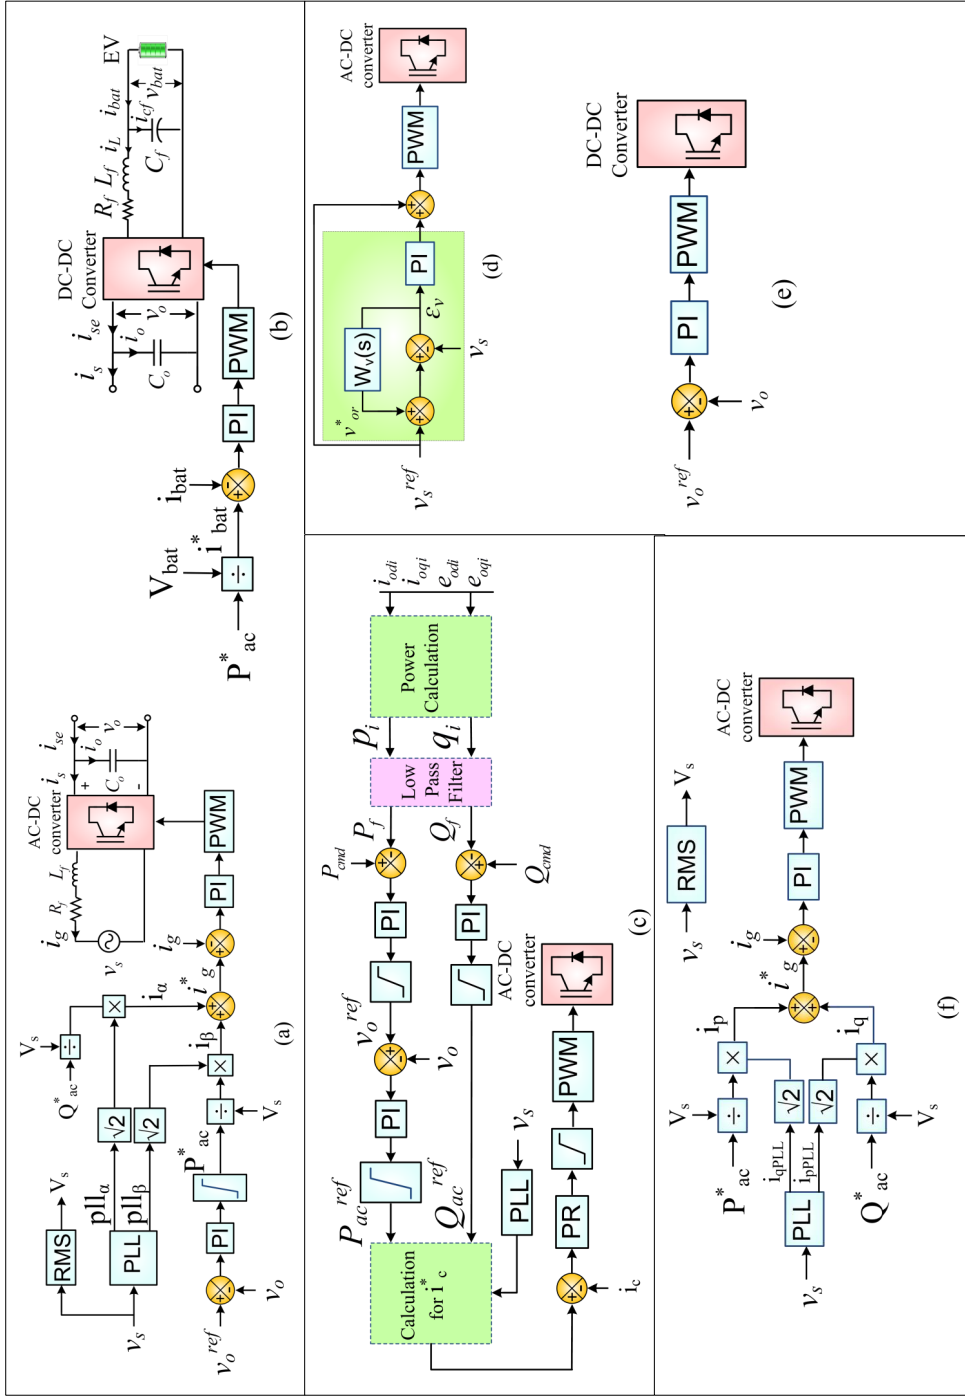 AC-DC
converter
i_g
R_f
L_f
v_s
i_s
i_se
i_o
+
-
C_o
v_o
RMS
V_s
PLL
v_s
pll_α
pll_β
√2
√2
Q*_ac
V_s
÷
×
i_α
i*_g
i_g
i_β
×
PI
PWM
v_o^ref
v_o
PI
P*_ac
÷
V_s
(a)
DC-DC
Converter
i_s
i_se
i_o
C_o
v_o
R_f
L_f
i_L
i_cf
i_bat
C_f
v_bat
EV
P*_ac
V_bat
÷
i*_bat
i_bat
PI
PWM
(b)
i_odi
i_oqi
e_odi
e_oqi
Power
Calculation
p_i
q_i
Low
Pass
Filter
P_f
Q_f
P_cmd
Q_cmd
PI
PI
v_o^ref
v_o
PI
P_ac^ref
Q_ac^ref
Calculation
for i*_c
PLL
v_s
i_c
PR
PWM
AC-DC
converter
(c)
v_s^ref
v*_or
W_v(s)
v_s
ε_v
PI
PWM
AC-DC
converter
(d)
v_o^ref
v_o
PI
PWM
DC-DC
Converter
(e)
v_s
RMS
V_s
v_s
PLL
i_qPLL
i_pPLL
√2
√2
P*_ac
V_s
÷
×
i_p
Q*_ac
V_s
÷
×
i_q
i*_g
i_g
PI
PWM
AC-DC
converter
(f)